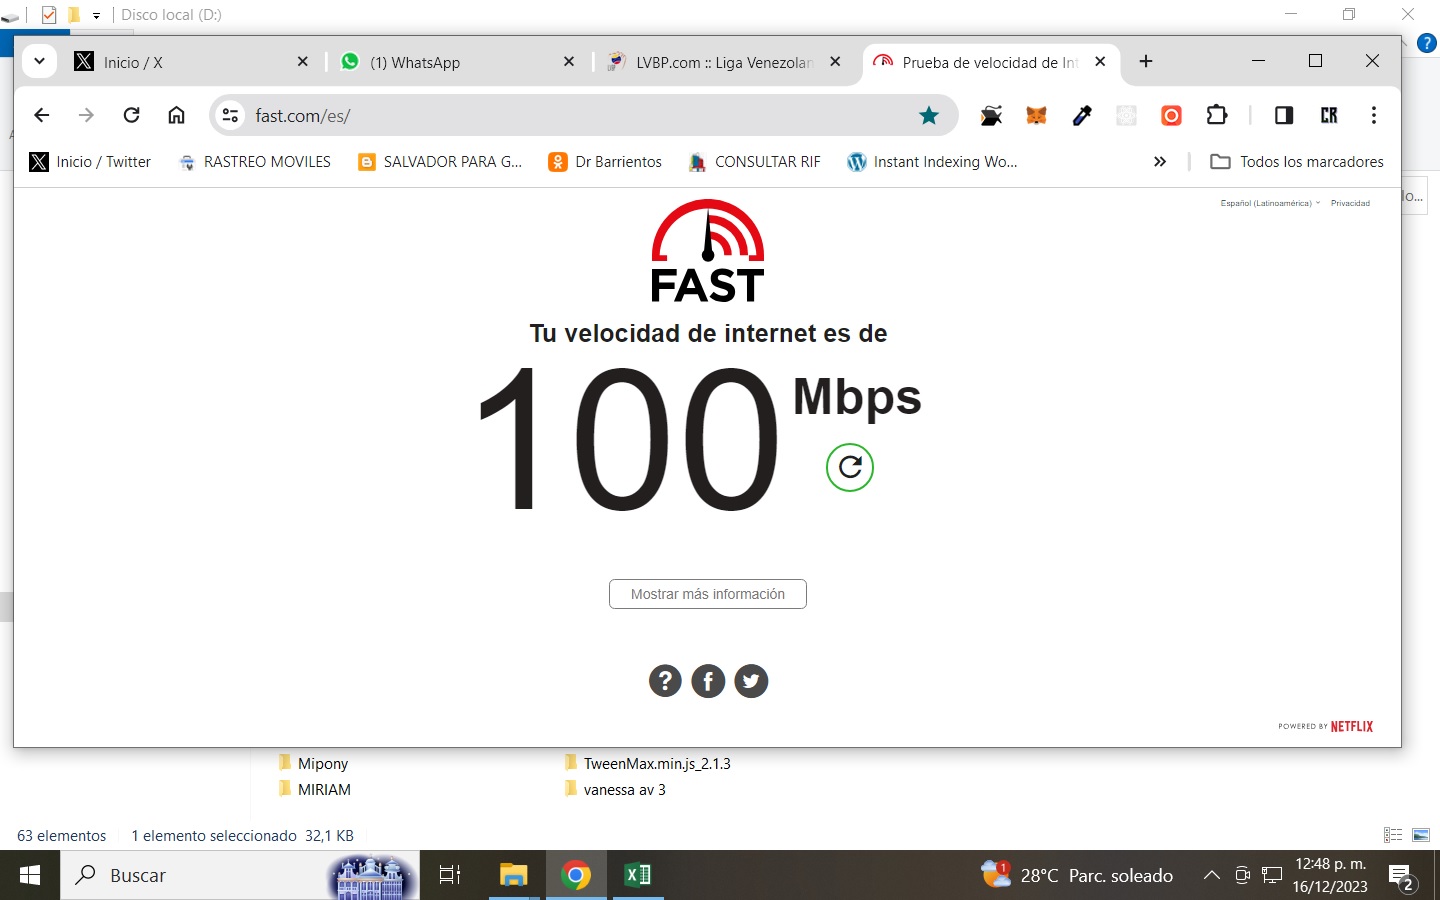 Disco local (D:)
Inicio / X
(1) WhatsApp
LVBP.com :: Liga Venezolan
Prueba de velocidad de Int
fast.com/es/
Inicio / Twitter
RASTREO MOVILES
SALVADOR PARA G...
Dr Barrientos
CONSULTAR RIF
Instant Indexing Wo...
»
Todos los marcadores
lo...
Español (Latinoamérica)
Privacidad
FAST
Tu velocidad de internet es de
100 Mbps
Mostrar más información
POWERED BY NETFLIX
Mipony
TweenMax.min.js_2.1.3
MIRIAM
vanessa av 3
63 elementos
1 elemento seleccionado 32,1 KB
Buscar
1
28°C Parc. soleado
12:48 p. m.
16/12/2023
2